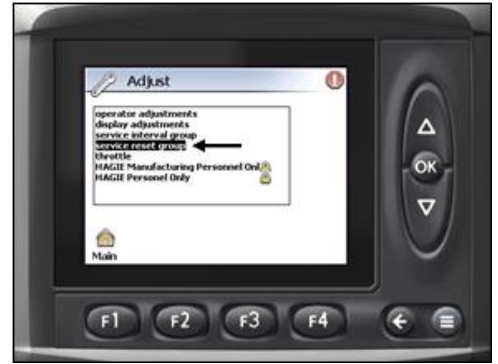 Adjust
operator adjustments
display adjustments
service interval group
service reset group
throttle
HAGIE Manufacturing Personnel Onl
HAGIE Personel Only
Main
OK
F1 F2 F3 F4